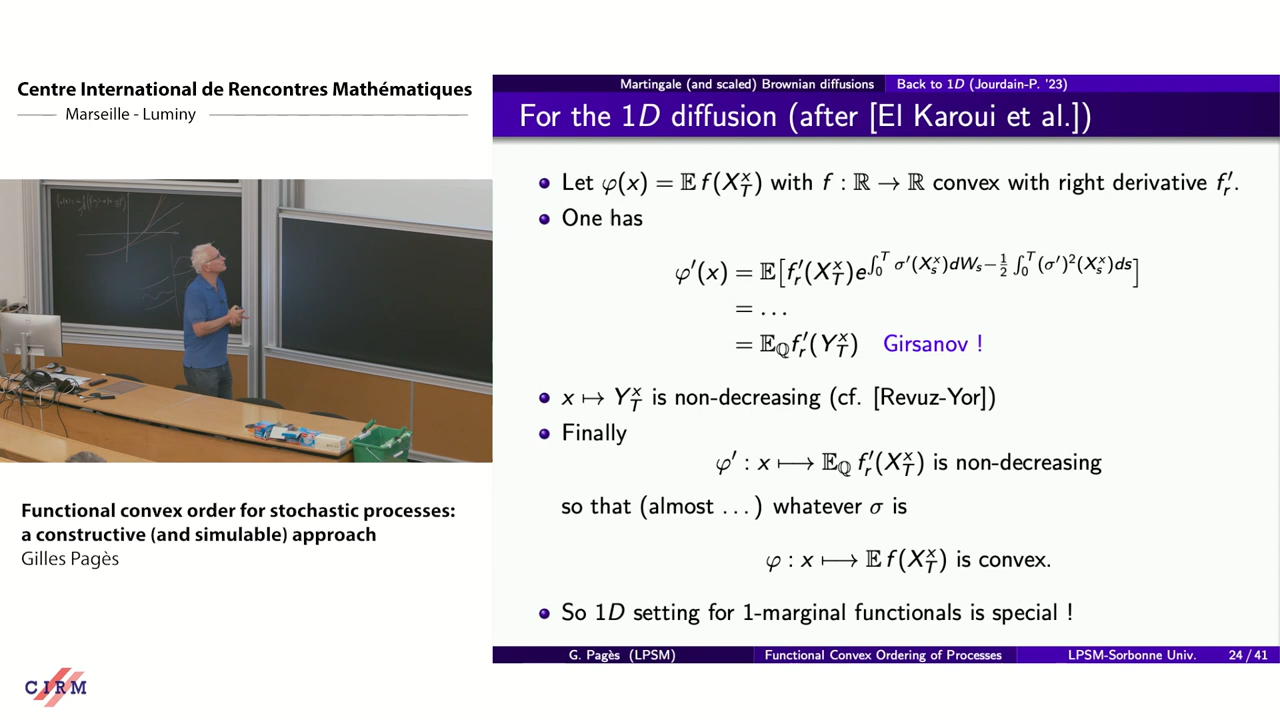 Centre International de Rencontres Mathématiques
Marseille - Luminy
Martingale (and scaled) Brownian diffusions Back to 1D (Jourdain-P. '23)
For the 1D diffusion (after [El Karoui et al.])
Let φ(x) = 𝔼 f(X_T^x) with f : ℝ → ℝ convex with right derivative f'_r.
One has
φ'(x) = 𝔼[f'_r(X_T^x)e^{∫_0^T σ'(X_s^x)dW_s − ½ ∫_0^T (σ')²(X_s^x)ds}]
= ...
= 𝔼_ℚ f'_r(Y_T^x) Girsanov !
x ↦ Y_T^x is non-decreasing (cf. [Revuz-Yor])
Finally
φ' : x ⟼ 𝔼_ℚ f'_r(X_T^x) is non-decreasing
so that (almost ...) whatever σ is
φ : x ⟼ 𝔼 f(X_T^x) is convex.
So 1D setting for 1-marginal functionals is special !
G. Pagès (LPSM) Functional Convex Ordering of Processes LPSM-Sorbonne Univ. 24 / 41
Functional convex order for stochastic processes:
a constructive (and simulable) approach
Gilles Pagès
CIRM